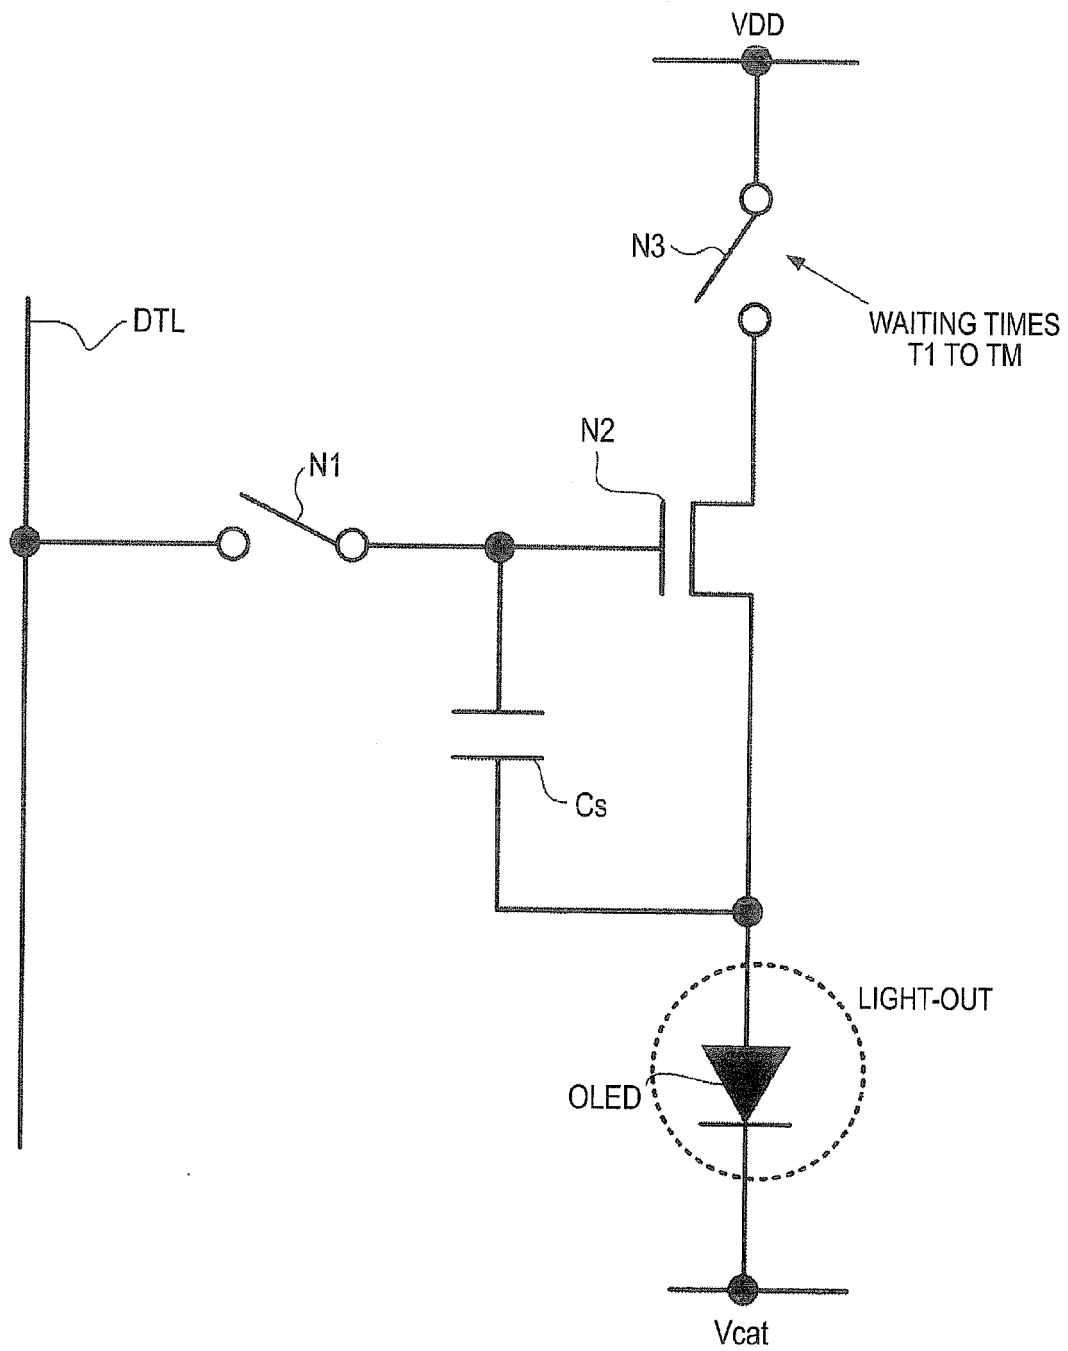 VDD
N3
WAITING TIMES
T1 TO TM
DTL
N2
N1
Cs
LIGHT-OUT
OLED
Vcat